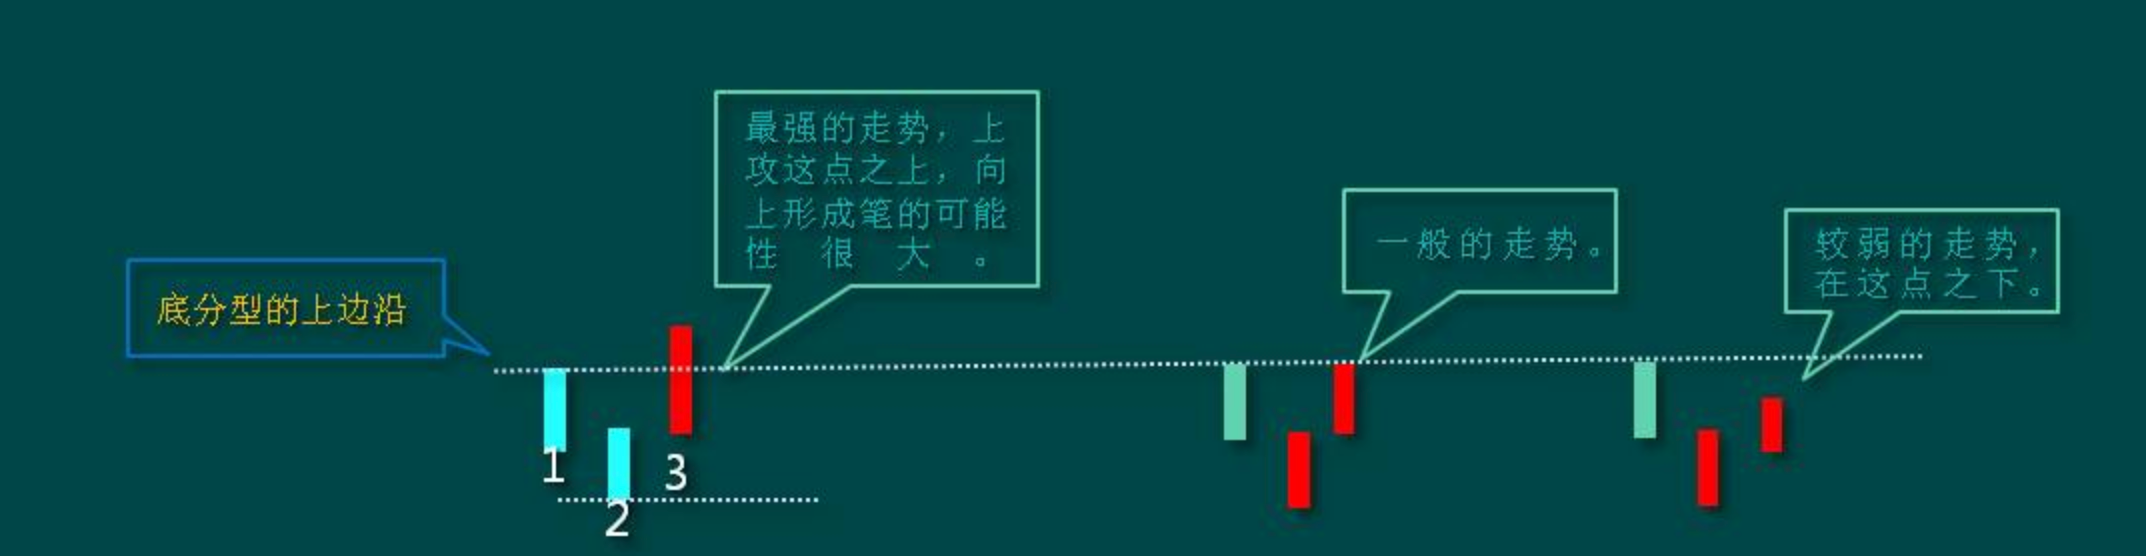 最强的走势，上
攻这点之上，向
上形成笔的可能
性很大。
一般的走势。
较弱的走势，
在这点之下。
底分型的上边沿
1
3
2